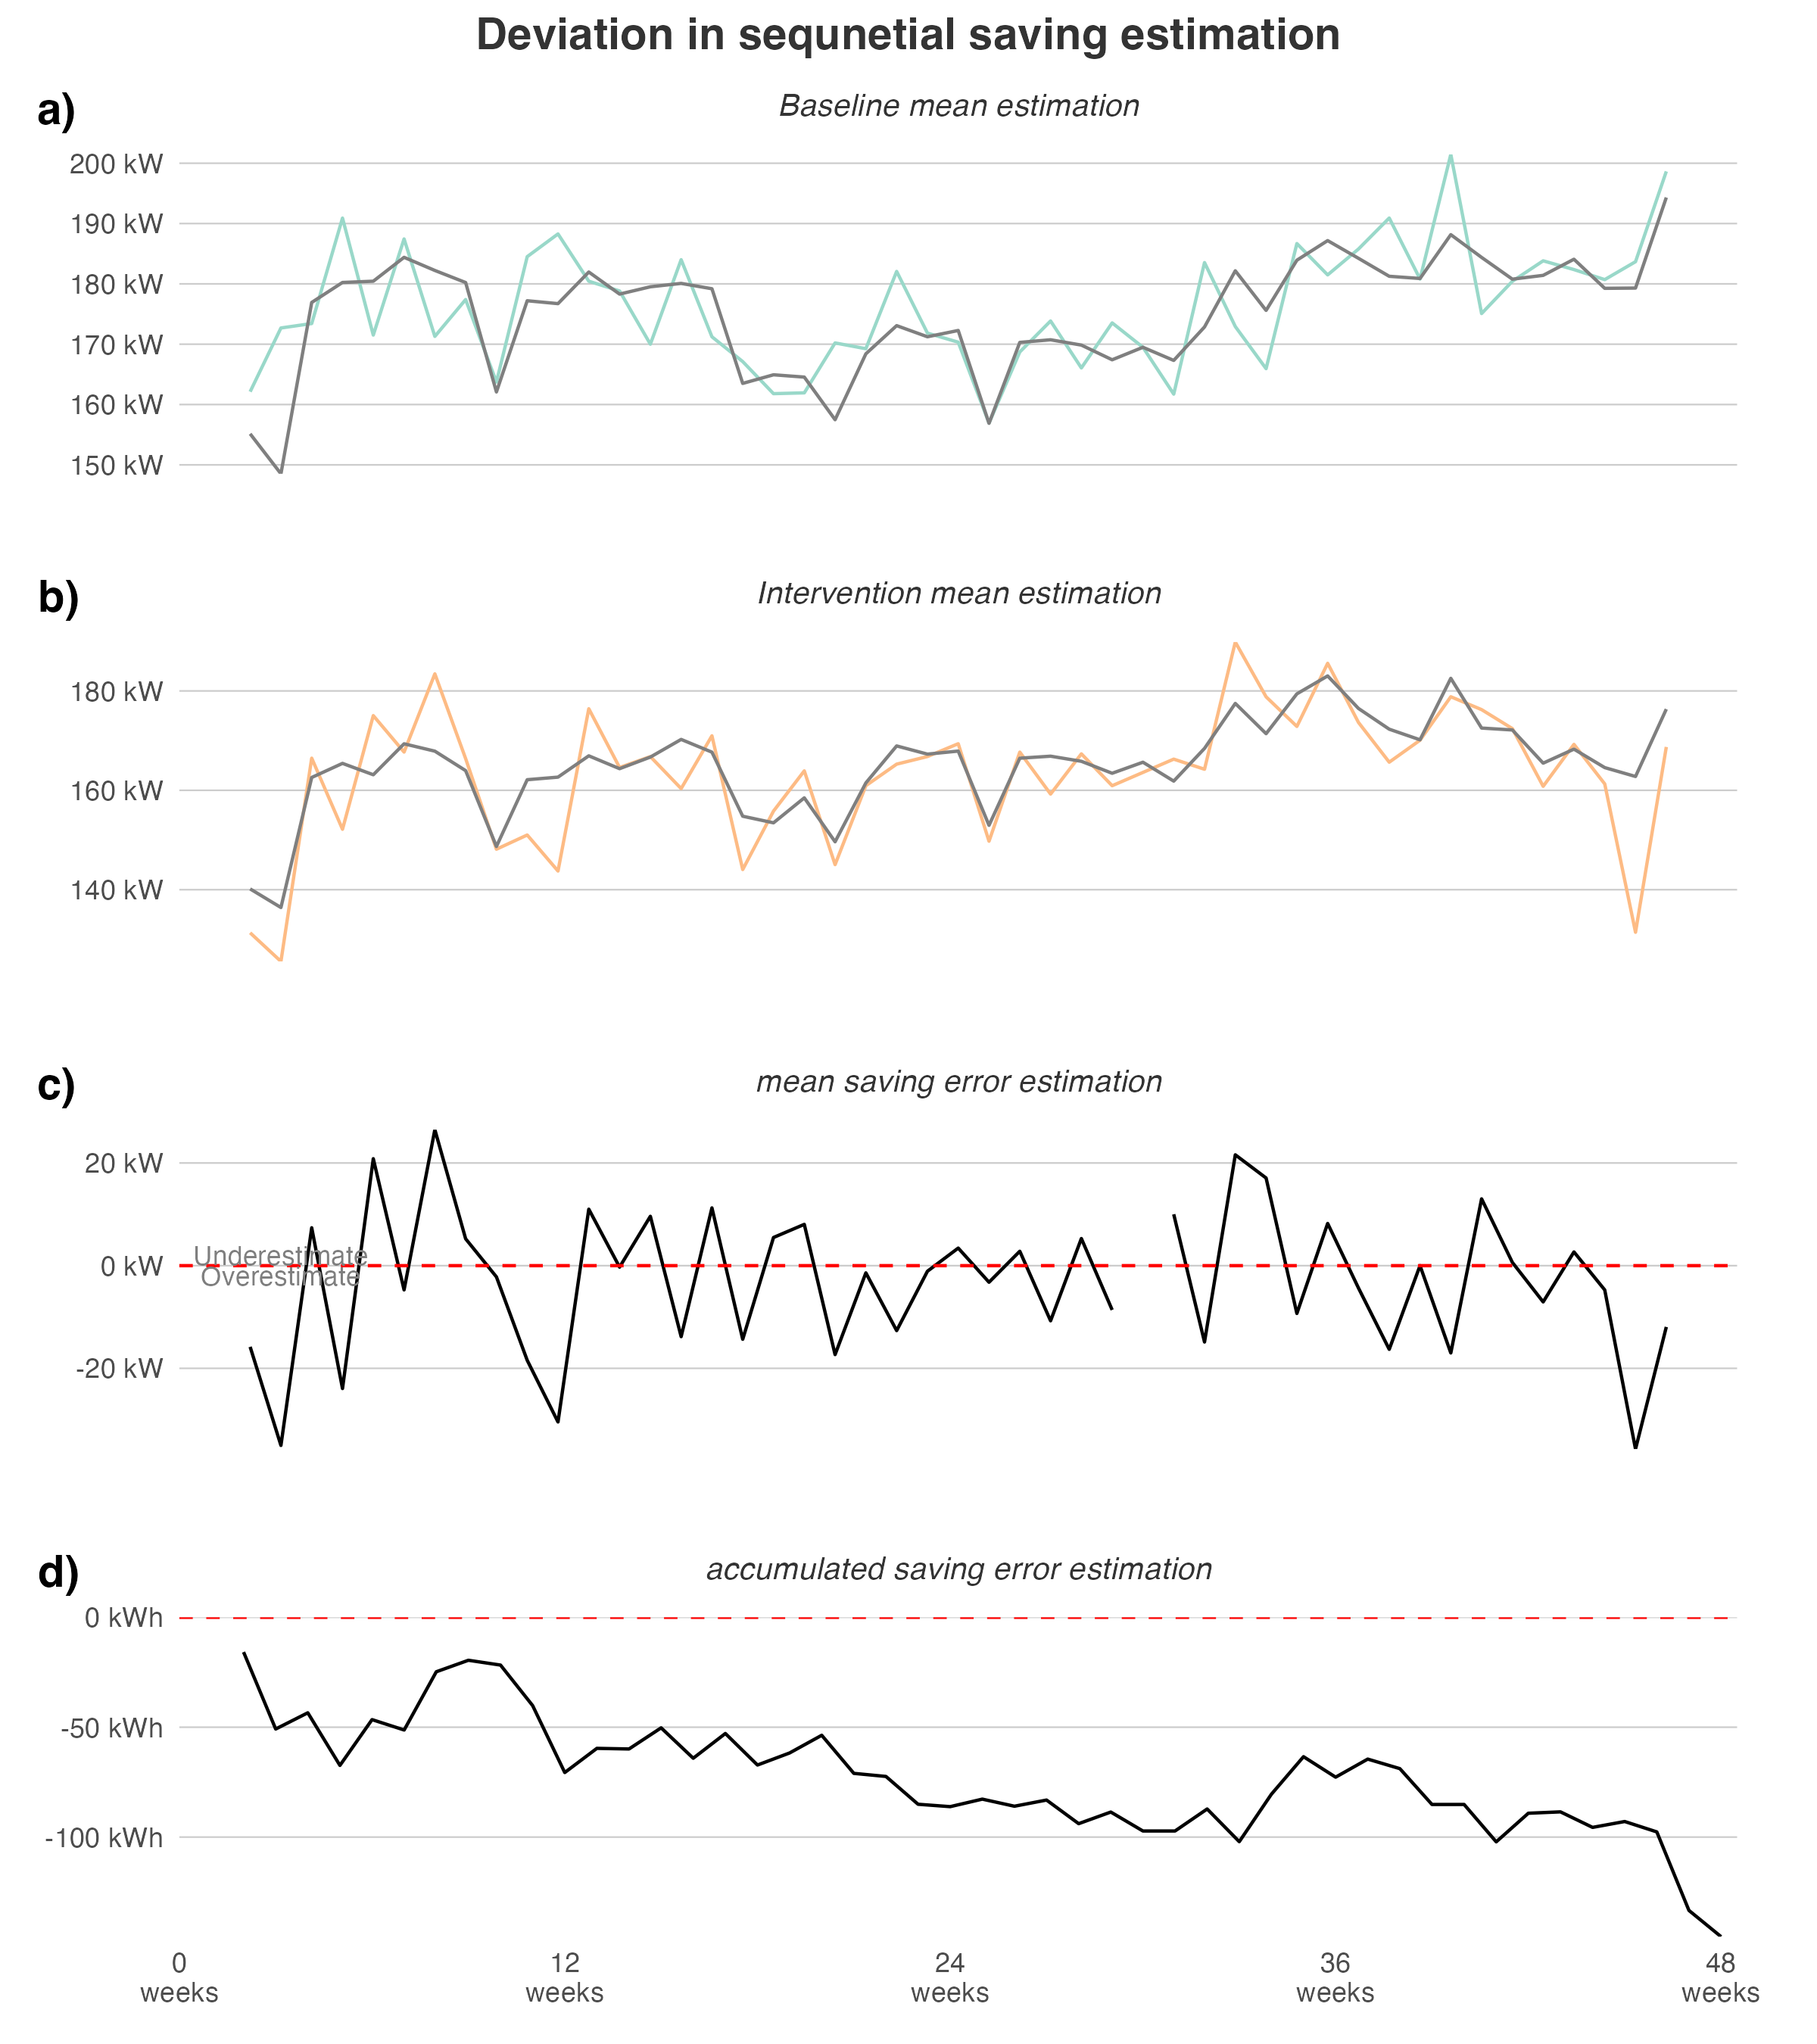 Deviation in sequnetial saving estimation
a)
Baseline mean estimation
200 kW
190 kW
180 kW
170 kW
160 kW
150 kW
b)
Intervention mean estimation
180 kW
160 kW
140 kW
c)
mean saving error estimation
20 kW
Underestimate
0 kW
Overestimate
-20 kW
d)
accumulated saving error estimation
0 kWh
-50 kWh
-100 kWh
0 12 24 36 48
weeks weeks weeks weeks weeks